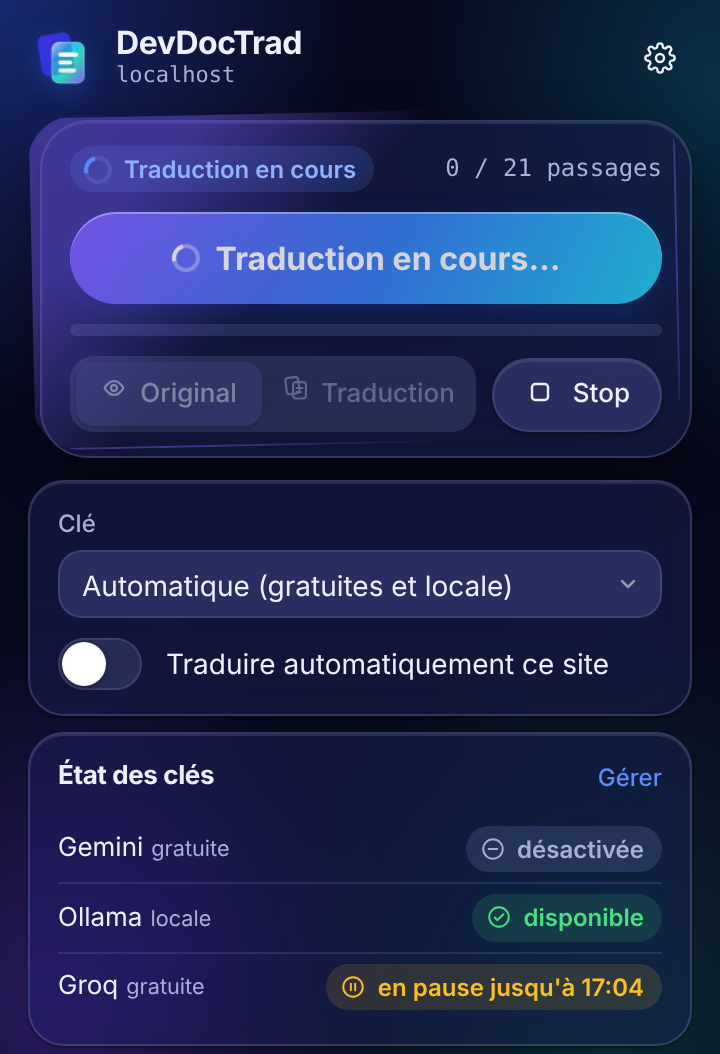 DevDocTrad
localhost
Traduction en cours
0 / 21 passages
Traduction en cours…
Original
Traduction
Stop
Clé
Automatique (gratuites et locale)
Traduire automatiquement ce site
État des clés
Gérer
Gemini gratuite
désactivée
Ollama locale
disponible
Groq gratuite
en pause jusqu'à 17:04